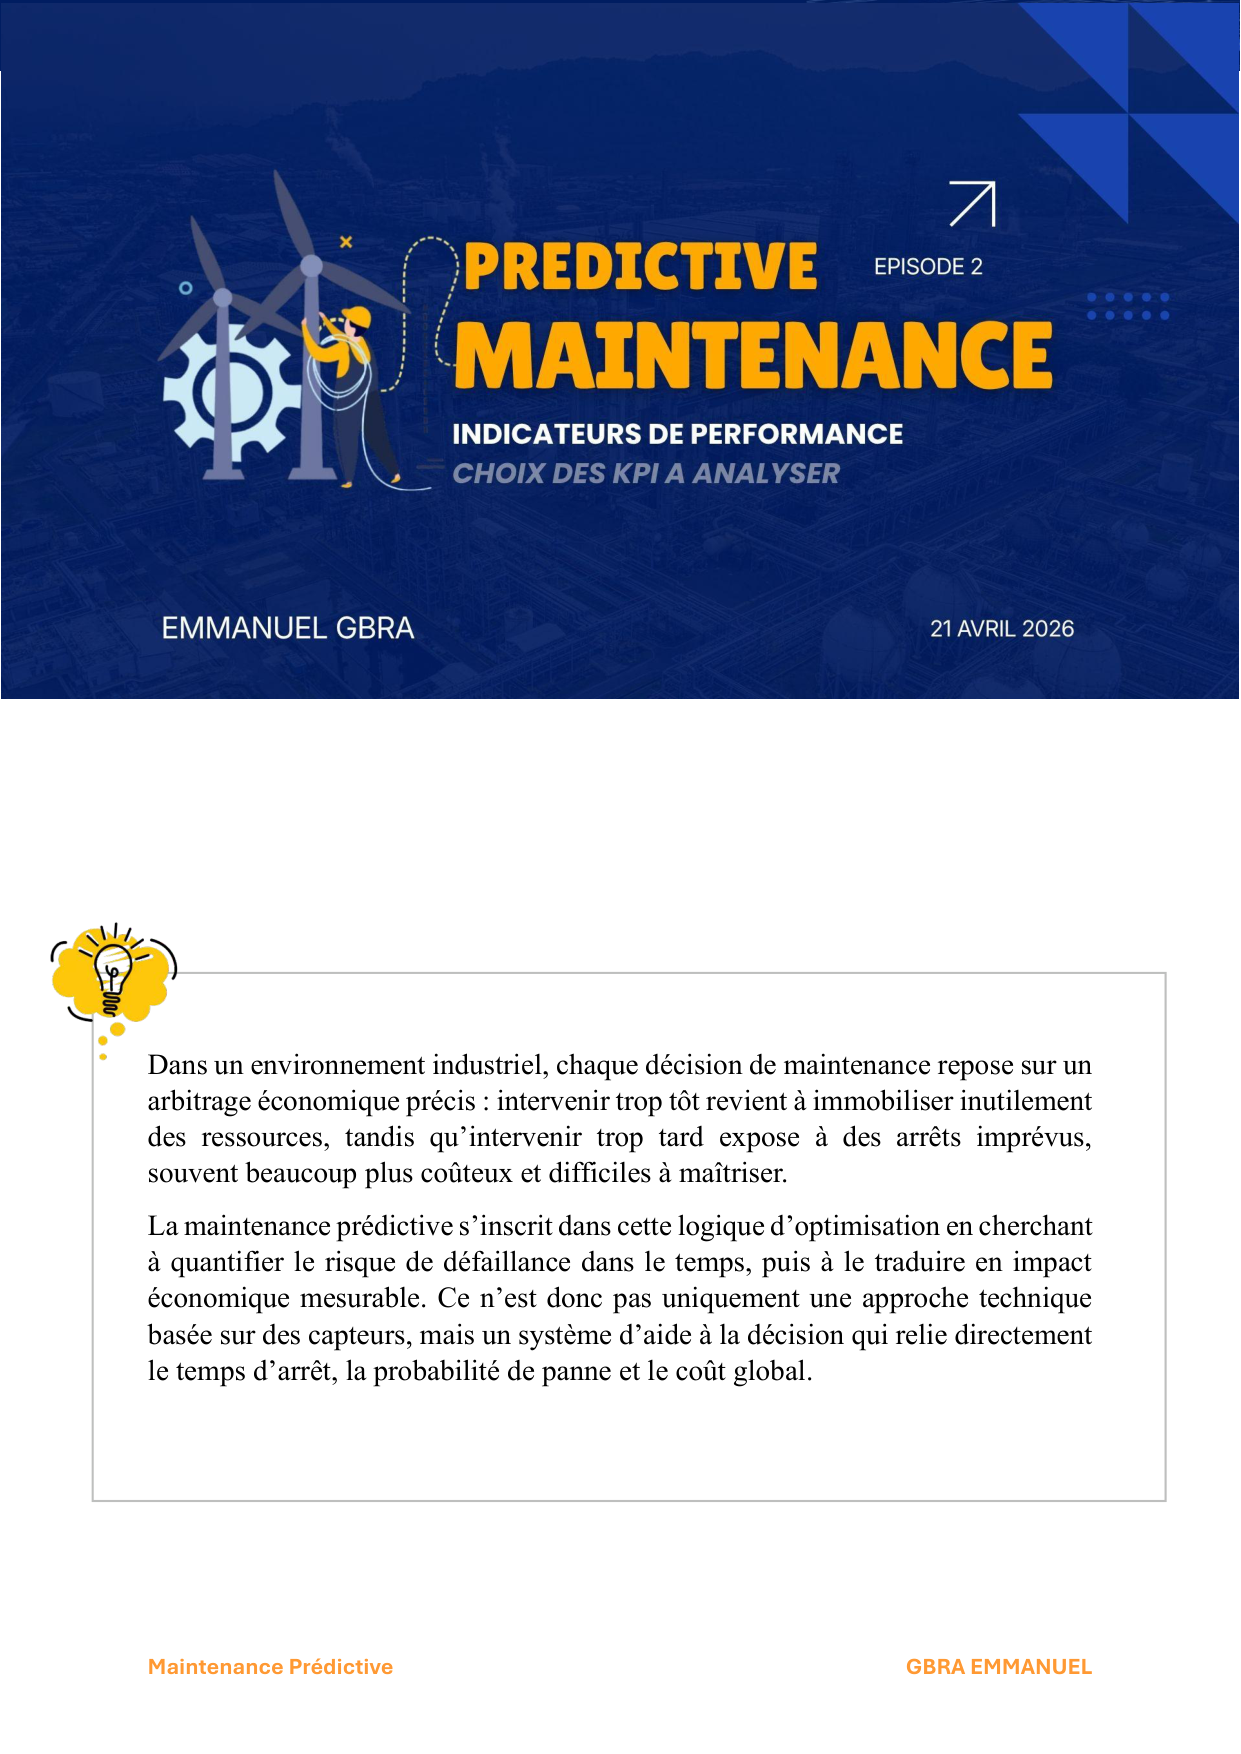 PREDICTIVE
EPISODE 2
MAINTENANCE
INDICATEURS DE PERFORMANCE
CHOIX DES KPI A ANALYSER
EMMANUEL GBRA
21 AVRIL 2026
Dans un environnement industriel, chaque décision de maintenance repose sur un
arbitrage économique précis : intervenir trop tôt revient à immobiliser inutilement
des ressources, tandis qu’intervenir trop tard expose à des arrêts imprévus,
souvent beaucoup plus coûteux et difficiles à maîtriser.
La maintenance prédictive s’inscrit dans cette logique d’optimisation en cherchant
à quantifier le risque de défaillance dans le temps, puis à le traduire en impact
économique mesurable. Ce n’est donc pas uniquement une approche technique
basée sur des capteurs, mais un système d’aide à la décision qui relie directement
le temps d’arrêt, la probabilité de panne et le coût global.
Maintenance Prédictive
GBRA EMMANUEL